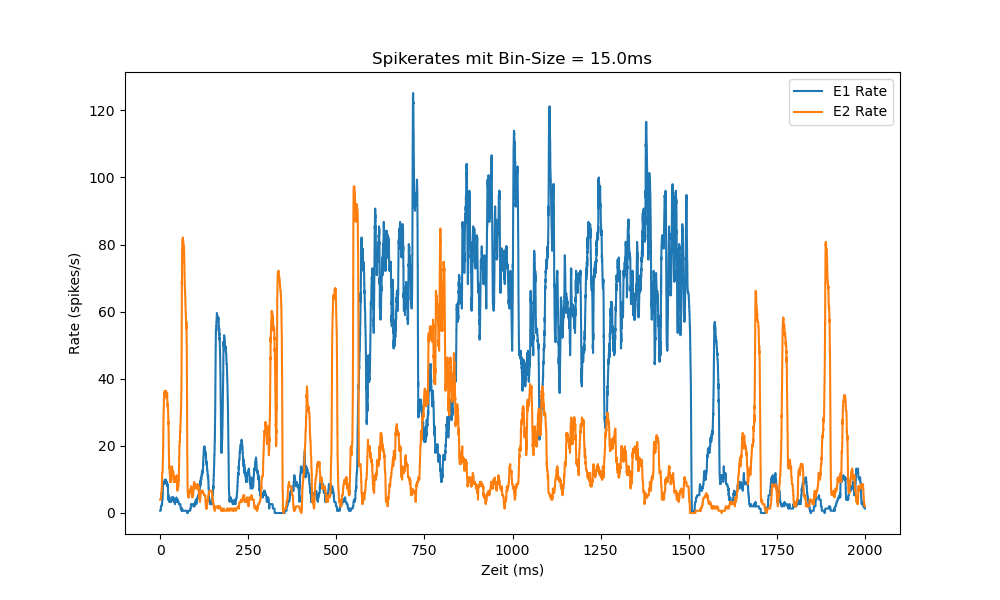 Spikerates mit Bin-Size = 15.0ms
E1 Rate
E2 Rate
Rate (spikes/s)
120
100
80
60
40
20
0
0 250 500 750 1000 1250 1500 1750 2000
Zeit (ms)